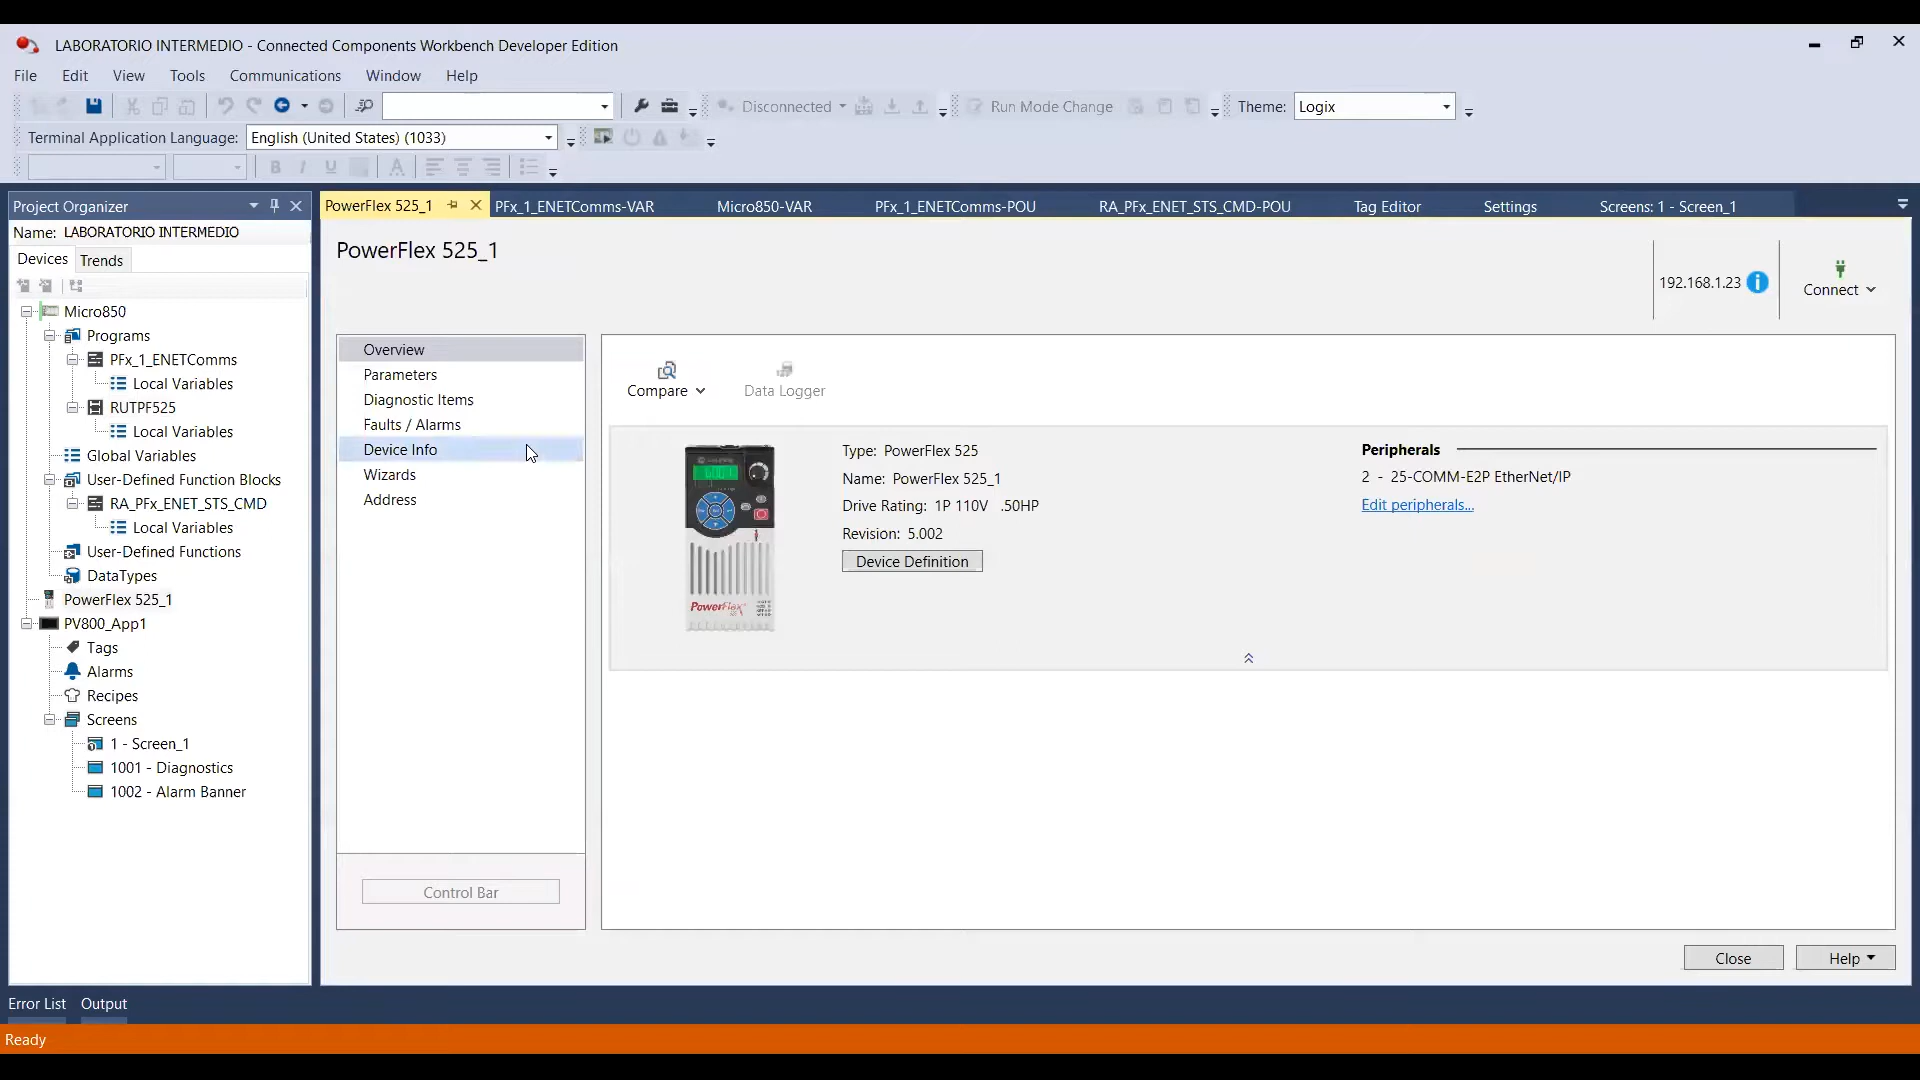 LABORATORIO INTERMEDIO - Connected Components Workbench Developer Edition
File Edit View Tools Communications Window Help
Disconnected Run Mode Change Theme: Logix
Terminal Application Language: English (United States) (1033)
B I U A
Project Organizer
Name: LABORATORIO INTERMEDIO
Devices Trends
Micro850
Programs
PFx_1_ENETComms
Local Variables
RUTPF525
Local Variables
Global Variables
User-Defined Function Blocks
RA_PFx_ENET_STS_CMD
Local Variables
User-Defined Functions
DataTypes
PowerFlex 525_1
PV800_App1
Tags
Alarms
Recipes
Screens
1 - Screen_1
1001 - Diagnostics
1002 - Alarm Banner
PowerFlex 525_1 PFx_1_ENETComms-VAR Micro850-VAR PFx_1_ENETComms-POU RA_PFx_ENET_STS_CMD-POU Tag Editor Settings Screens: 1 - Screen_1
PowerFlex 525_1
192.168.1.23
Connect
Overview
Parameters
Diagnostic Items
Faults / Alarms
Device Info
Wizards
Address
Control Bar
Compare Data Logger
PowerFlex
Type: PowerFlex 525
Name: PowerFlex 525_1
Drive Rating: 1P 110V .50HP
Revision: 5.002
Device Definition
Peripherals
2 - 25-COMM-E2P EtherNet/IP
Edit peripherals...
Close Help
Error List Output
Ready